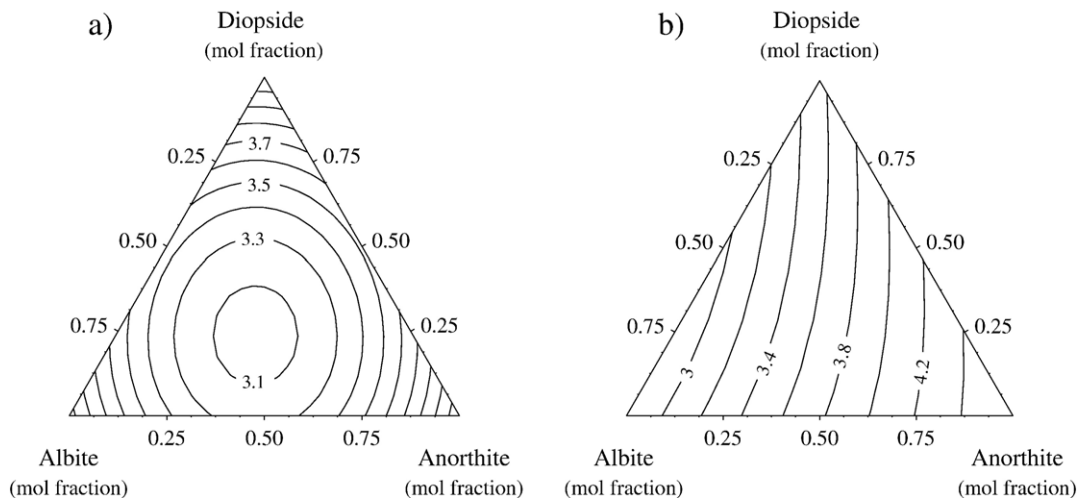 a)
Diopside
(mol fraction)
3.7
0.25
0.75
3.5
0.50
3.3
0.50
0.75
0.25
3.1
0.25
0.50
0.75
Albite
(mol fraction)
Anorthite
(mol fraction)
b)
Diopside
(mol fraction)
0.25
0.75
0.50
0.50
0.75
0.25
3
3.4
3.8
4.2
0.25
0.50
0.75
Albite
(mol fraction)
Anorthite
(mol fraction)